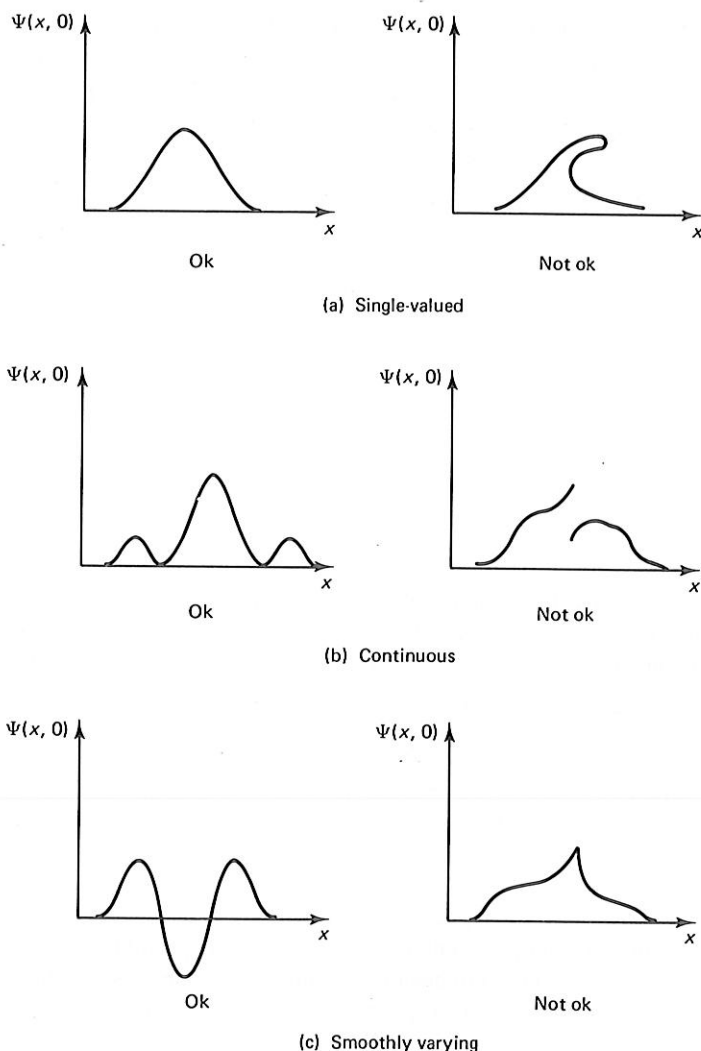 Ψ(x, 0)
Ψ(x, 0)
x
x
Ok
Not ok
(a) Single-valued
Ψ(x, 0)
Ψ(x, 0)
x
x
Ok
Not ok
(b) Continuous
Ψ(x, 0)
Ψ(x, 0)
x
x
Ok
Not ok
(c) Smoothly varying